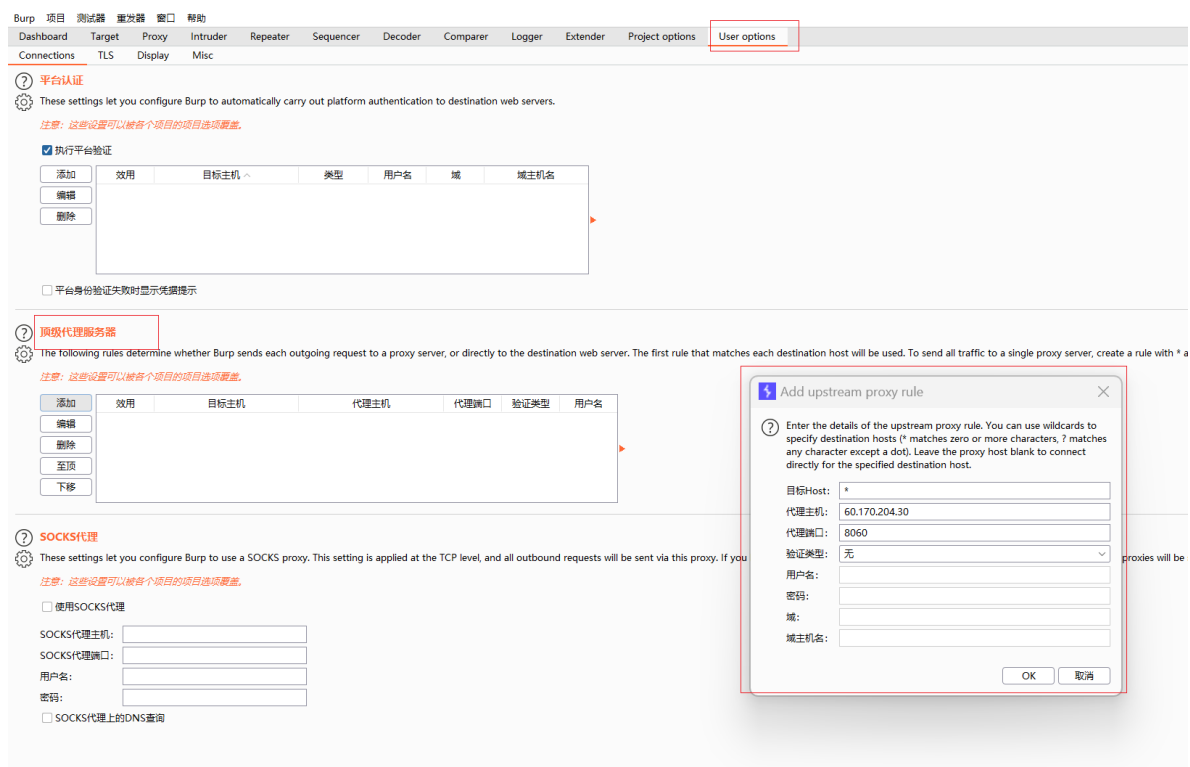 Burp 项目 测试器 重发器 窗口 帮助
Dashboard Target Proxy Intruder Repeater Sequencer Decoder Comparer Logger Extender Project options User options
Connections TLS Display Misc
平台认证
These settings let you configure Burp to automatically carry out platform authentication to destination web servers.
注意：这些设置可以被各个项目的项目选项覆盖。
执行平台验证
添加 效用 目标主机 类型 用户名 域 域主机名
编辑
删除
平台身份验证失败时显示凭据提示
顶级代理服务器
The following rules determine whether Burp sends each outgoing request to a proxy server, or directly to the destination web server. The first rule that matches each destination host will be used. To send all traffic to a single proxy server, create a rule with * a
注意：这些设置可以被各个项目的项目选项覆盖。
添加 效用 目标主机 代理主机 代理端口 验证类型 用户名
编辑
删除
至顶
下移
SOCKS代理
These settings let you configure Burp to use a SOCKS proxy. This setting is applied at the TCP level, and all outbound requests will be sent via this proxy. If you
proxies will be
注意：这些设置可以被各个项目的项目选项覆盖。
使用SOCKS代理
SOCKS代理主机：
SOCKS代理端口：
用户名：
密码：
SOCKS代理上的DNS查询
Add upstream proxy rule
Enter the details of the upstream proxy rule. You can use wildcards to
specify destination hosts (* matches zero or more characters, ? matches
any character except a dot). Leave the proxy host blank to connect
directly for the specified destination host.
目标Host: *
代理主机: 60.170.204.30
代理端口: 8060
验证类型: 无
用户名:
密码:
域:
域主机名:
OK 取消